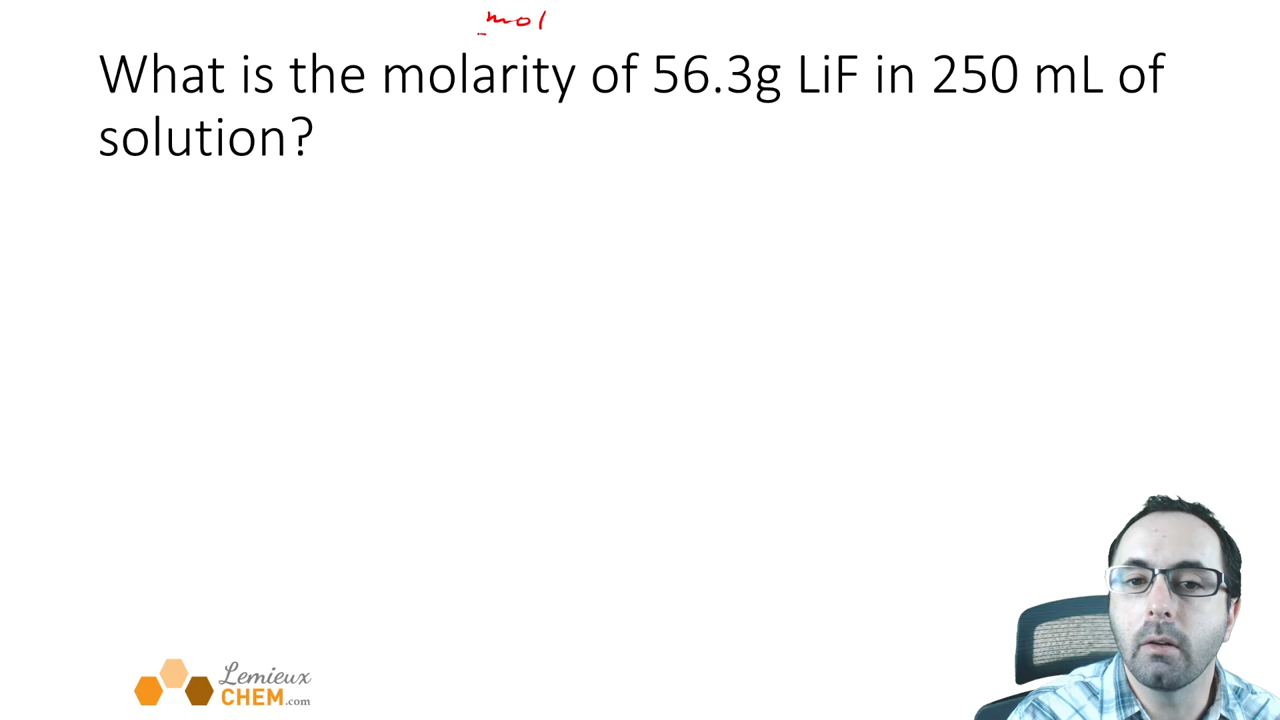 mol
What is the molarity of 56.3g LiF in 250 mL of
solution?
Lemieux
CHEM.com